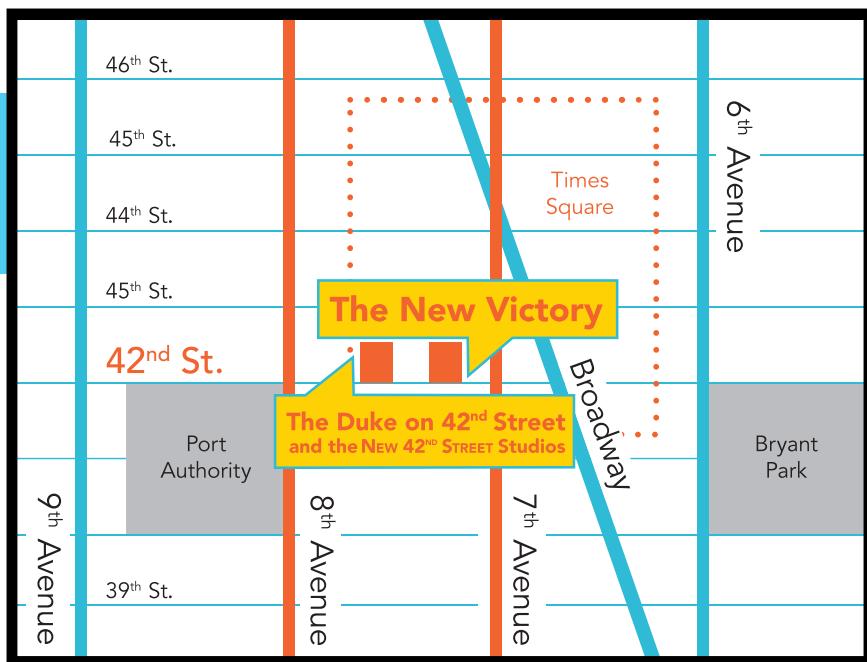 46th St.
45th St.
6th Avenue
Times
Square
44th St.
45th St.
The New Victory
42nd St.
Broadway
The Duke on 42nd Street
and the NEW 42ND STREET Studios
Port
Authority
Bryant
Park
9th Avenue
8th Avenue
7th Avenue
39th St.